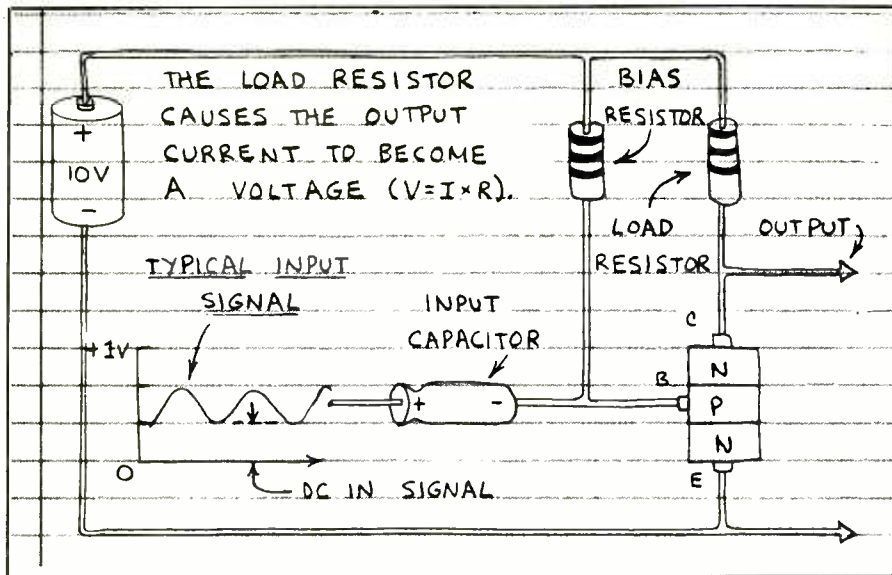 THE LOAD RESISTOR
CAUSES THE OUTPUT
CURRENT TO BECOME
A VOLTAGE (V=I×R).
+
10V
-
BIAS
RESISTOR
LOAD
RESISTOR
OUTPUT
TYPICAL INPUT
SIGNAL
INPUT
CAPACITOR
+1V
+ -
O
DC IN SIGNAL
C
N
B
P
N
E